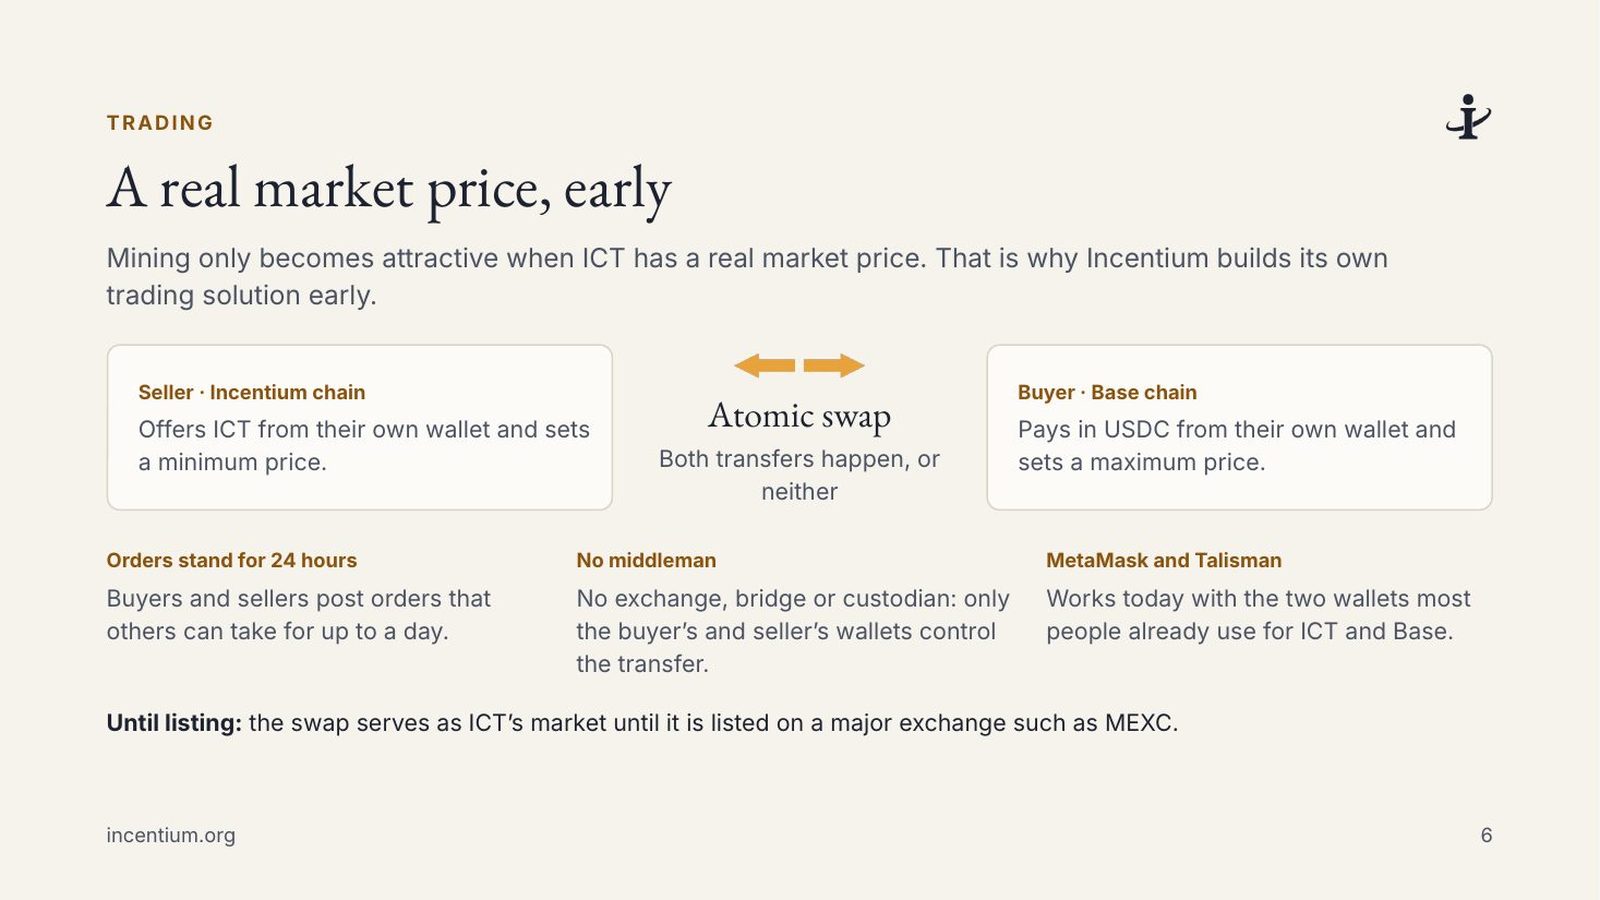 TRADING
A real market price, early
Mining only becomes attractive when ICT has a real market price. That is why Incentium builds its own
trading solution early.
Seller · Incentium chain
Offers ICT from their own wallet and sets
a minimum price.
Atomic swap
Both transfers happen, or
neither
Buyer · Base chain
Pays in USDC from their own wallet and
sets a maximum price.
Orders stand for 24 hours
Buyers and sellers post orders that
others can take for up to a day.
No middleman
No exchange, bridge or custodian: only
the buyer’s and seller’s wallets control
the transfer.
MetaMask and Talisman
Works today with the two wallets most
people already use for ICT and Base.
Until listing: the swap serves as ICT’s market until it is listed on a major exchange such as MEXC.
incentium.org
6